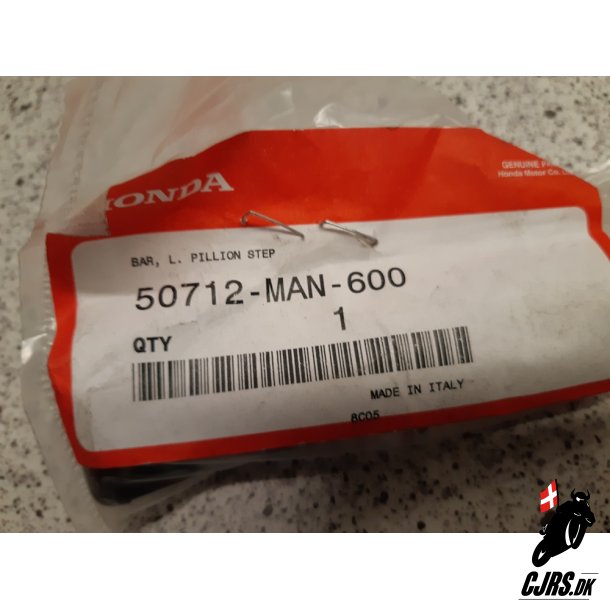 HONDA
GENUINE
Honda Motor Co.
BAR, L. PILLION STEP
50712-MAN-600
QTY 1
MADE IN ITALY
8C05
CJRS.DK